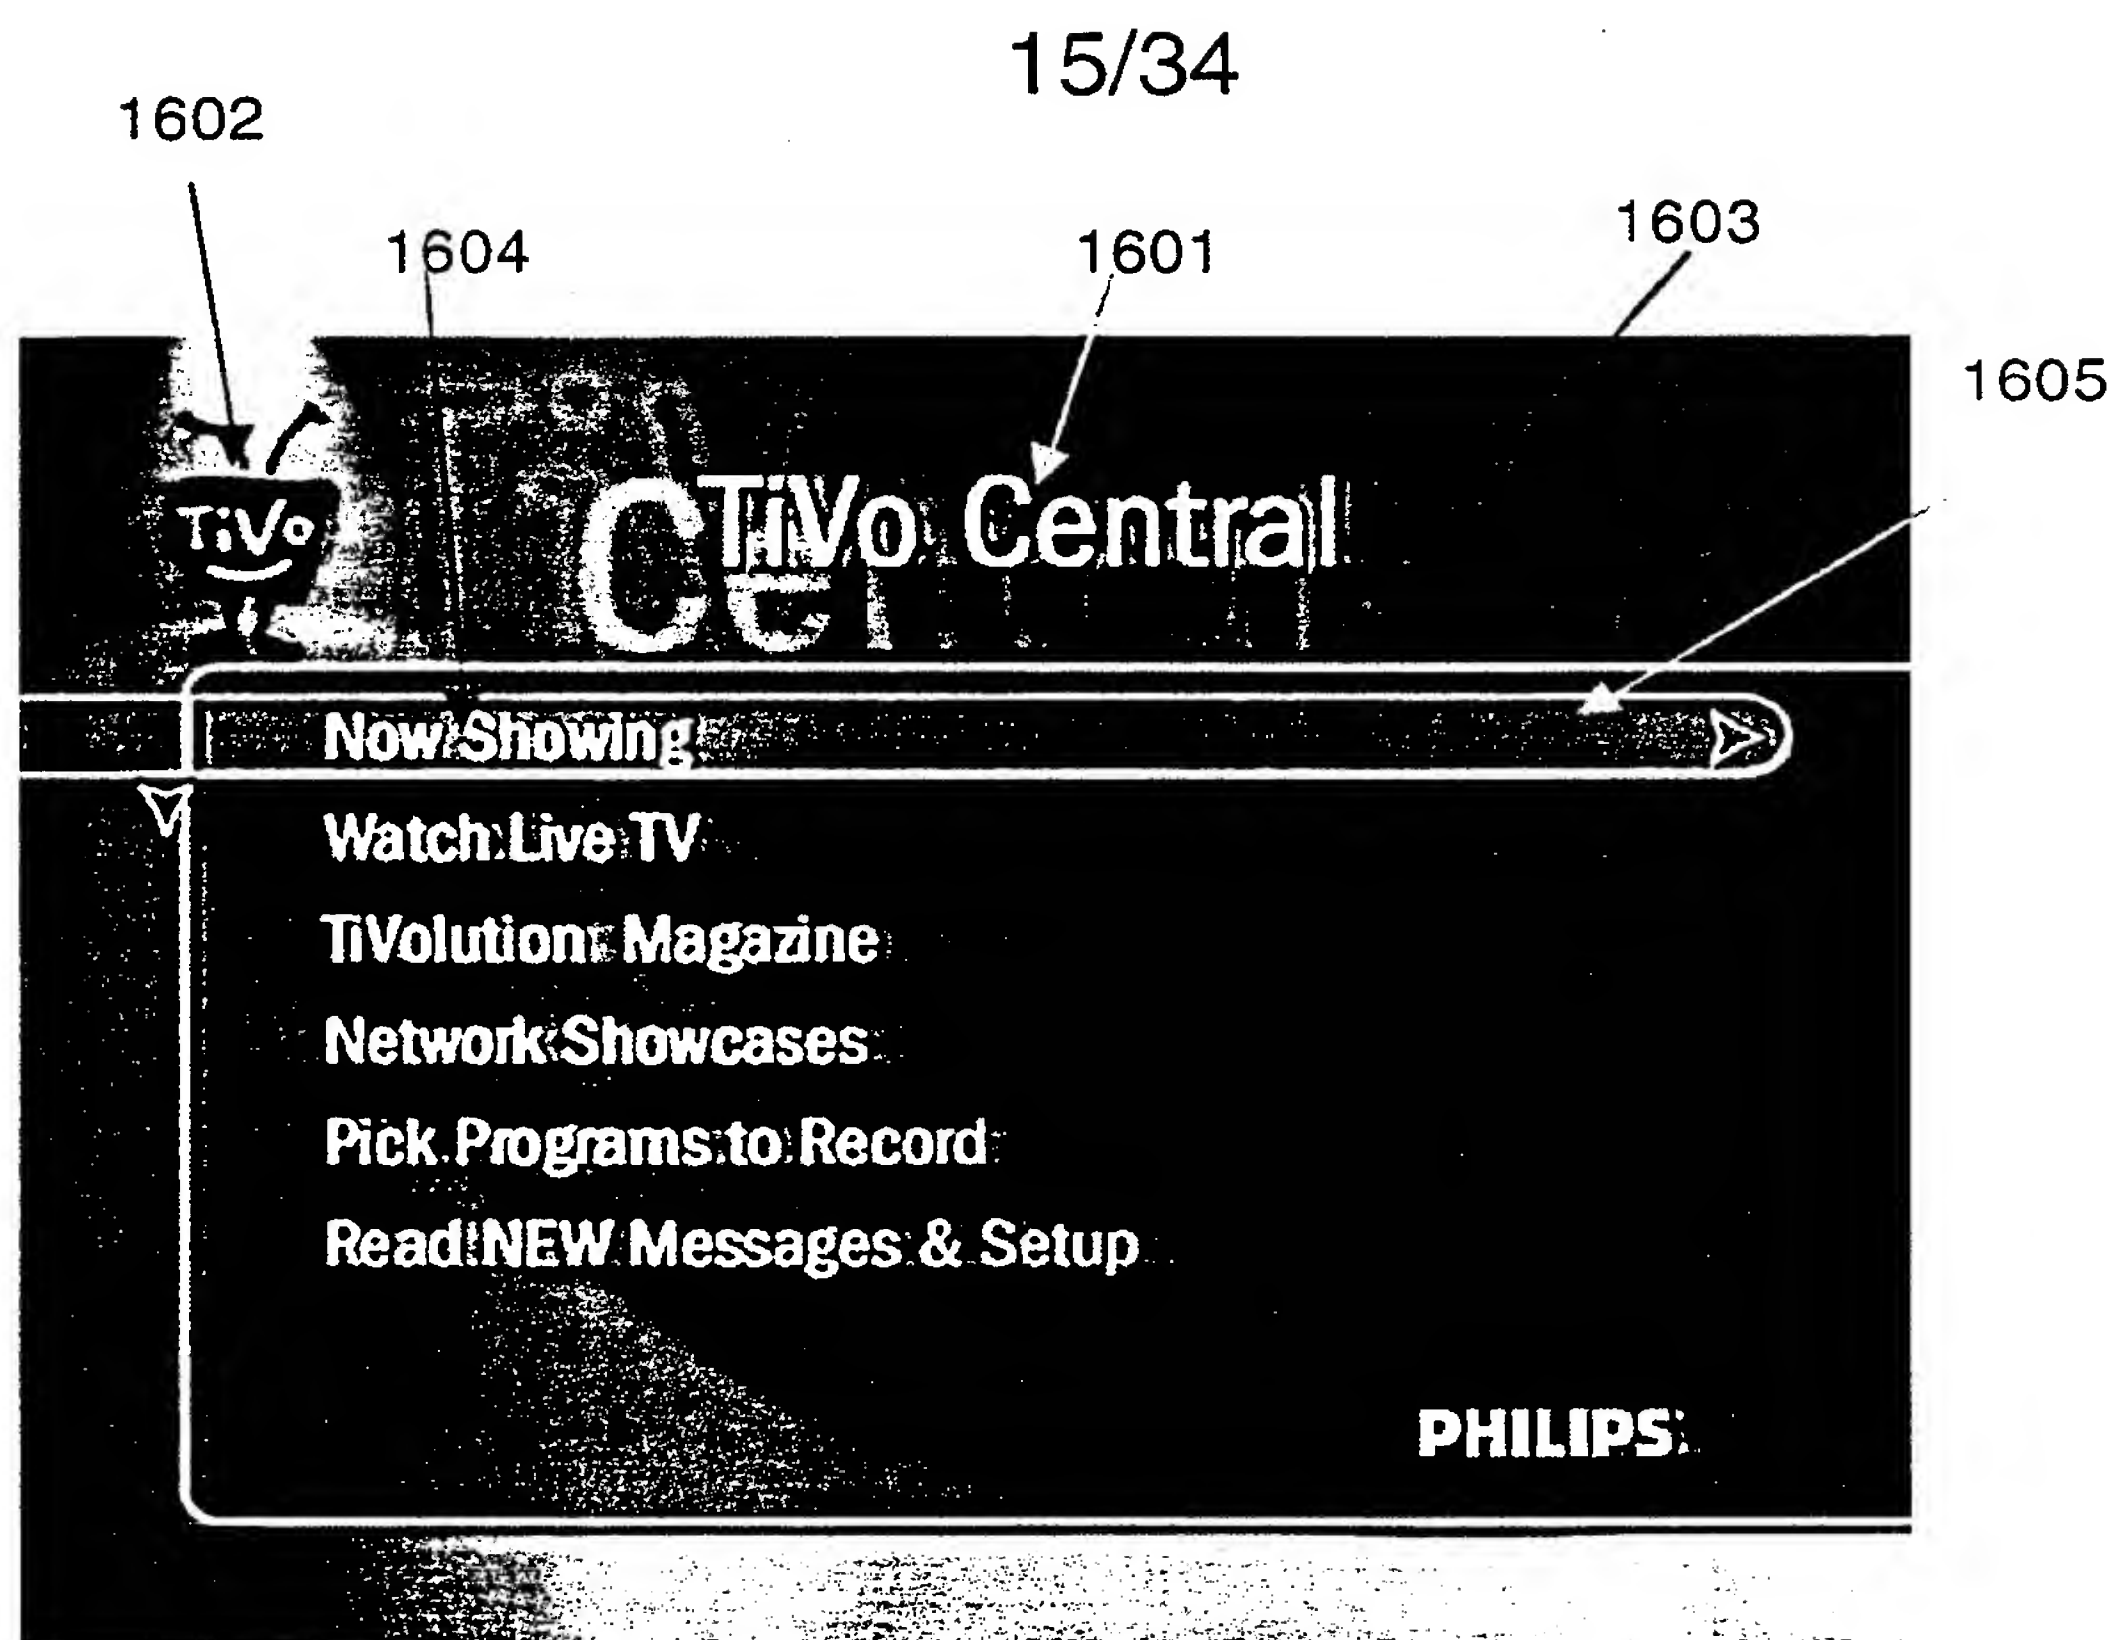 15/34
1602
1604
1601
1603
1605
TiVo
TiVo Central
Ce
Now Showing
Watch Live TV
TiVolution Magazine
Network Showcases
Pick Programs to Record
Read NEW Messages & Setup
PHILIPS